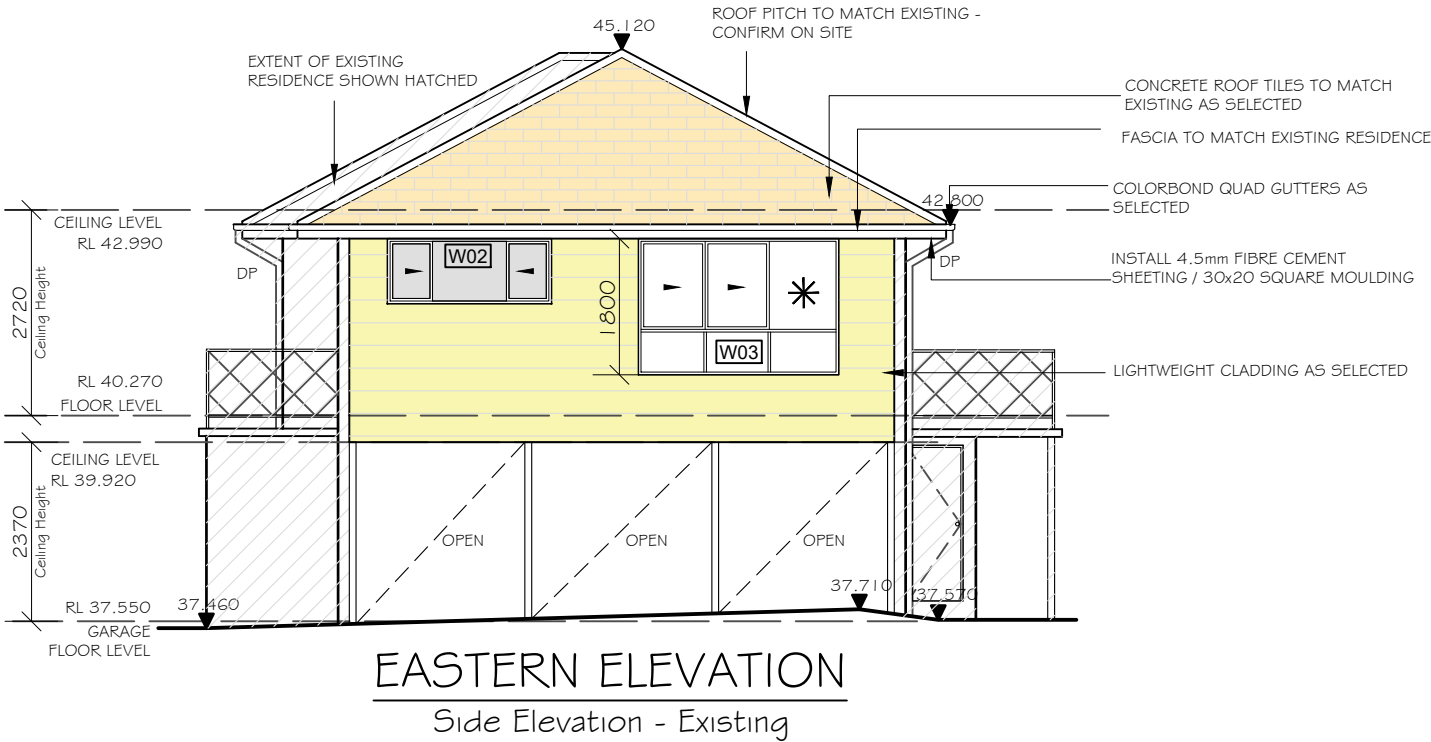 45.120
ROOF PITCH TO MATCH EXISTING -
CONFIRM ON SITE
EXTENT OF EXISTING
RESIDENCE SHOWN HATCHED
CONCRETE ROOF TILES TO MATCH
EXISTING AS SELECTED
FASCIA TO MATCH EXISTING RESIDENCE
COLORBOND QUAD GUTTERS AS
SELECTED
42.800
CEILING LEVEL
RL 42.990
DP
W02
DP
INSTALL 4.5mm FIBRE CEMENT
SHEETING / 30x20 SQUARE MOULDING
2720
Ceiling Height
1800
W03
LIGHTWEIGHT CLADDING AS SELECTED
RL 40.270
FLOOR LEVEL
CEILING LEVEL
RL 39.920
2370
Ceiling Height
OPEN
OPEN
OPEN
RL 37.550
37.460
37.710
37.570
GARAGE
FLOOR LEVEL
EASTERN ELEVATION
Side Elevation - Existing